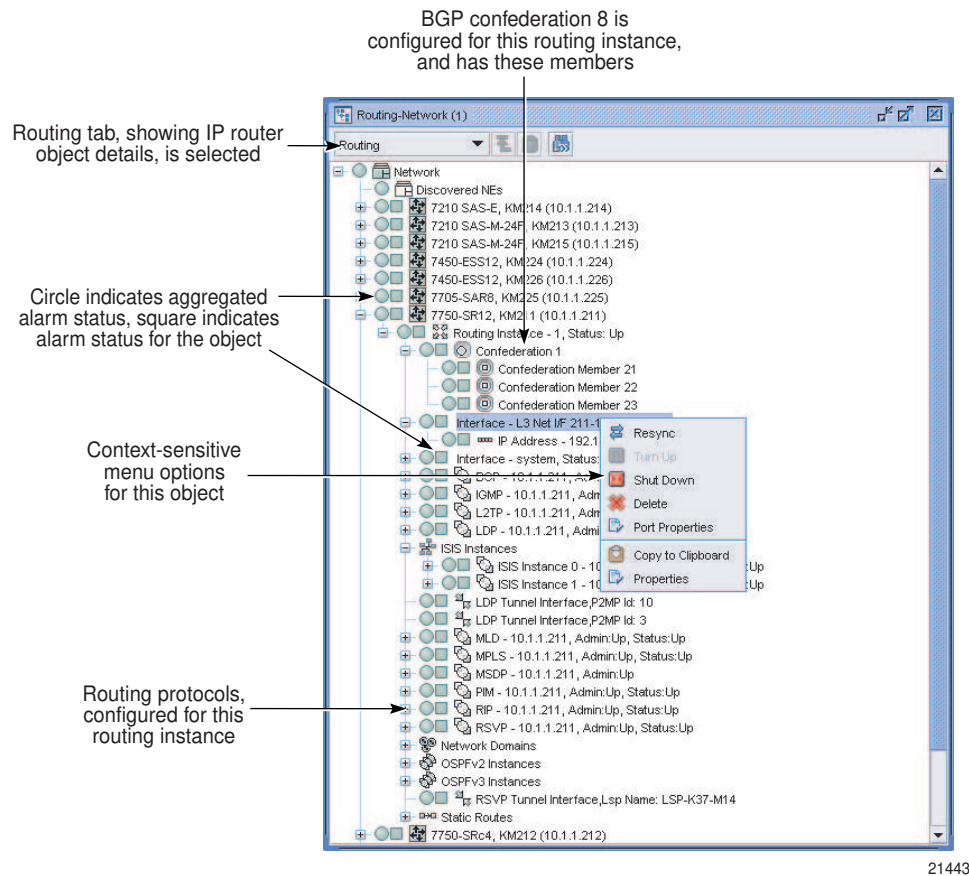 BGP confederation 8 is
configured for this routing instance,
and has these members
Routing-Network (1)
Routing tab, showing IP router
object details, is selected
Routing
Network
Discovered NEs
7210 SAS-E, KM214 (10.1.1.214)
7210 SAS-M-24F, KM213 (10.1.1.213)
7210 SAS-M-24F, KM215 (10.1.1.215)
7450-ESS12, KM224 (10.1.1.224)
7450-ESS12, KM226 (10.1.1.226)
7705-SAR8, KM225 (10.1.1.225)
7750-SR12, KM211 (10.1.1.211)
Circle indicates aggregated
alarm status, square indicates
alarm status for the object
Routing Instance - 1, Status: Up
Confederation 1
Confederation Member 21
Confederation Member 22
Confederation Member 23
Interface - L3 Net I/F 211-1
IP Address - 192.1
Interface - system, Status:
BGP - 10.1.1.211, Adm
IGMP - 10.1.1.211, Adm
L2TP - 10.1.1.211, Adm
LDP - 10.1.1.211, Admi
Resync
Turn Up
Shut Down
Delete
Port Properties
Copy to Clipboard
Properties
Context-sensitive
menu options
for this object
ISIS Instances
ISIS Instance 0 - 10 :Up
ISIS Instance 1 - 10 :Up
LDP Tunnel Interface,P2MP Id: 10
LDP Tunnel Interface,P2MP Id: 3
MLD - 10.1.1.211, Admin:Up, Status:Up
MPLS - 10.1.1.211, Admin:Up, Status:Up
MSDP - 10.1.1.211, Admin:Up
PIM - 10.1.1.211, Admin:Up, Status:Up
RIP - 10.1.1.211, Admin:Up, Status:Up
RSVP - 10.1.1.211, Admin:Up, Status:Up
Routing protocols,
configured for this
routing instance
Network Domains
OSPFv2 Instances
OSPFv3 Instances
RSVP Tunnel Interface,Lsp Name: LSP-K37-M14
Static Routes
7750-SRc4, KM212 (10.1.1.212)
21443